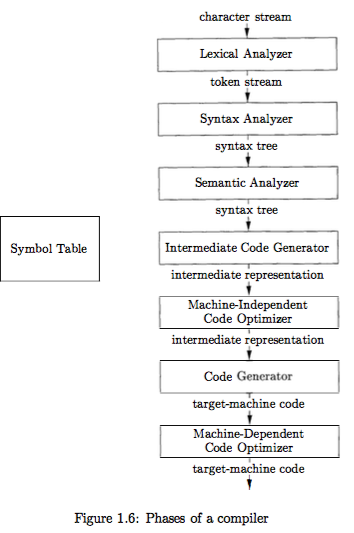 character stream
Lexical Analyzer
token stream
Syntax Analyzer
syntax tree
Semantic Analyzer
syntax tree
Symbol Table
Intermediate Code Generator
intermediate representation
Machine-Independent
Code Optimizer
intermediate representation
Code Generator
target-machine code
Machine-Dependent
Code Optimizer
target-machine code
Figure 1.6: Phases of a compiler